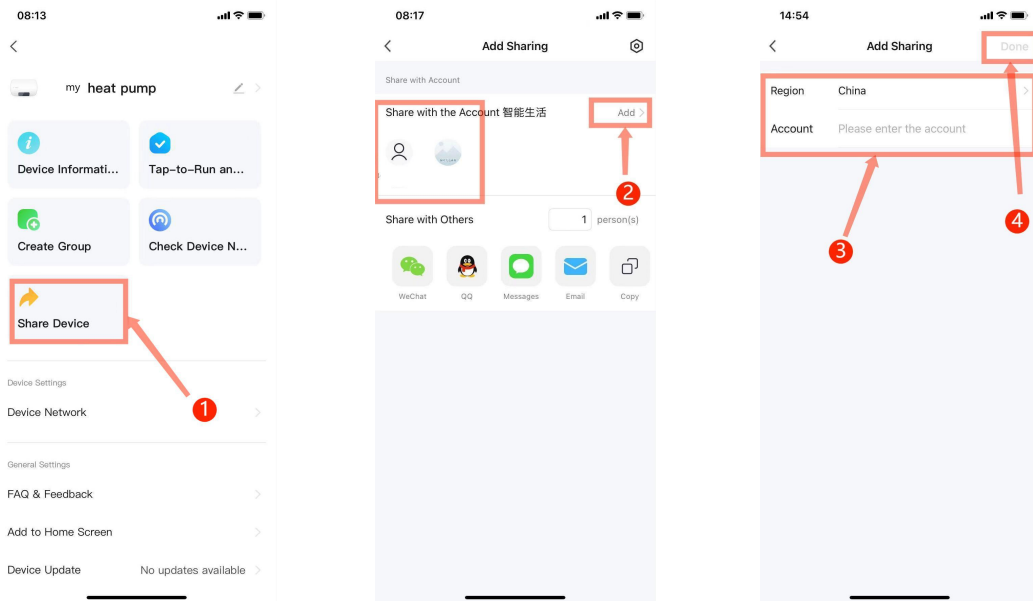 08:13
my heat pump
Device Informati...
Tap-to-Run an...
Create Group
Check Device N...
Share Device
1
Device Settings
Device Network
General Settings
FAQ & Feedback
Add to Home Screen
Device Update No updates available
08:17
Add Sharing
Share with Account
Share with the Account 智能生活 Add
2
Share with Others 1 person(s)
WeChat QQ Messages Email Copy
14:54
Add Sharing Done
Region China
Account Please enter the account
3
4